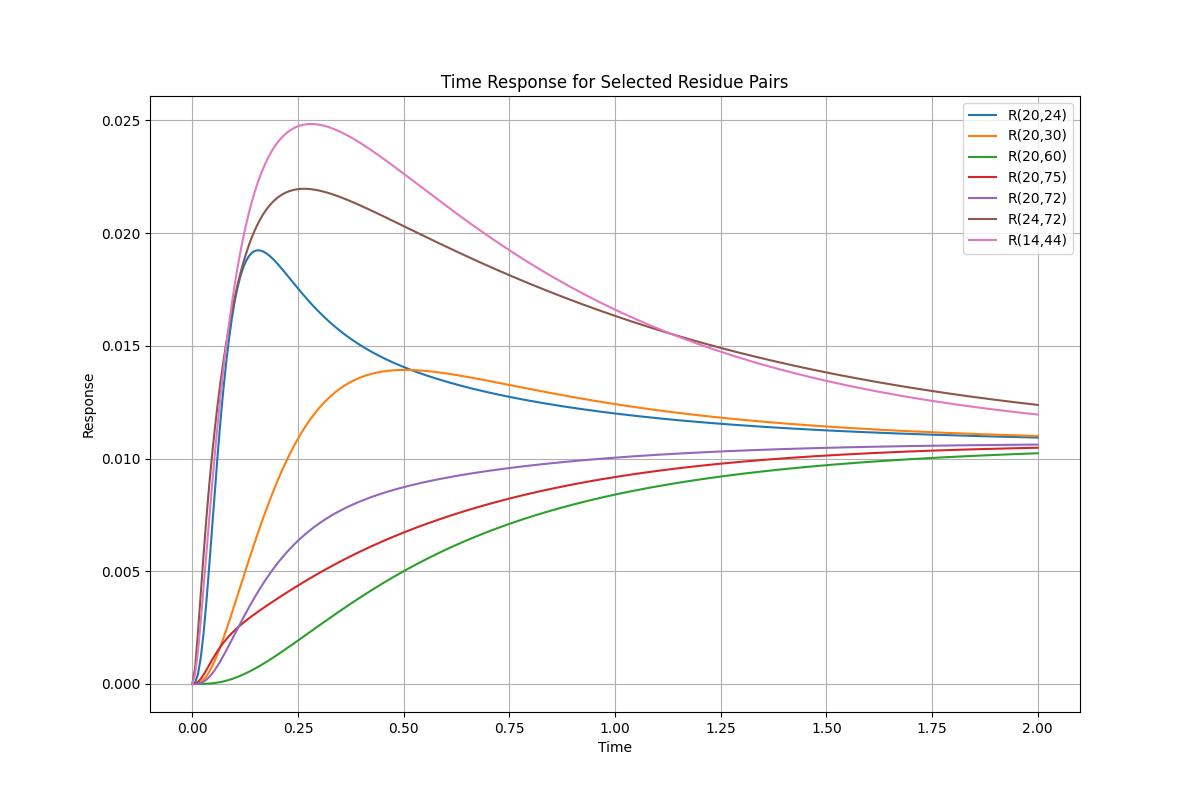 Time Response for Selected Residue Pairs
R(20,24)
R(20,30)
R(20,60)
R(20,75)
R(20,72)
R(24,72)
R(14,44)
Response
0.025
0.020
0.015
0.010
0.005
0.000
0.00 0.25 0.50 0.75 1.00 1.25 1.50 1.75 2.00
Time